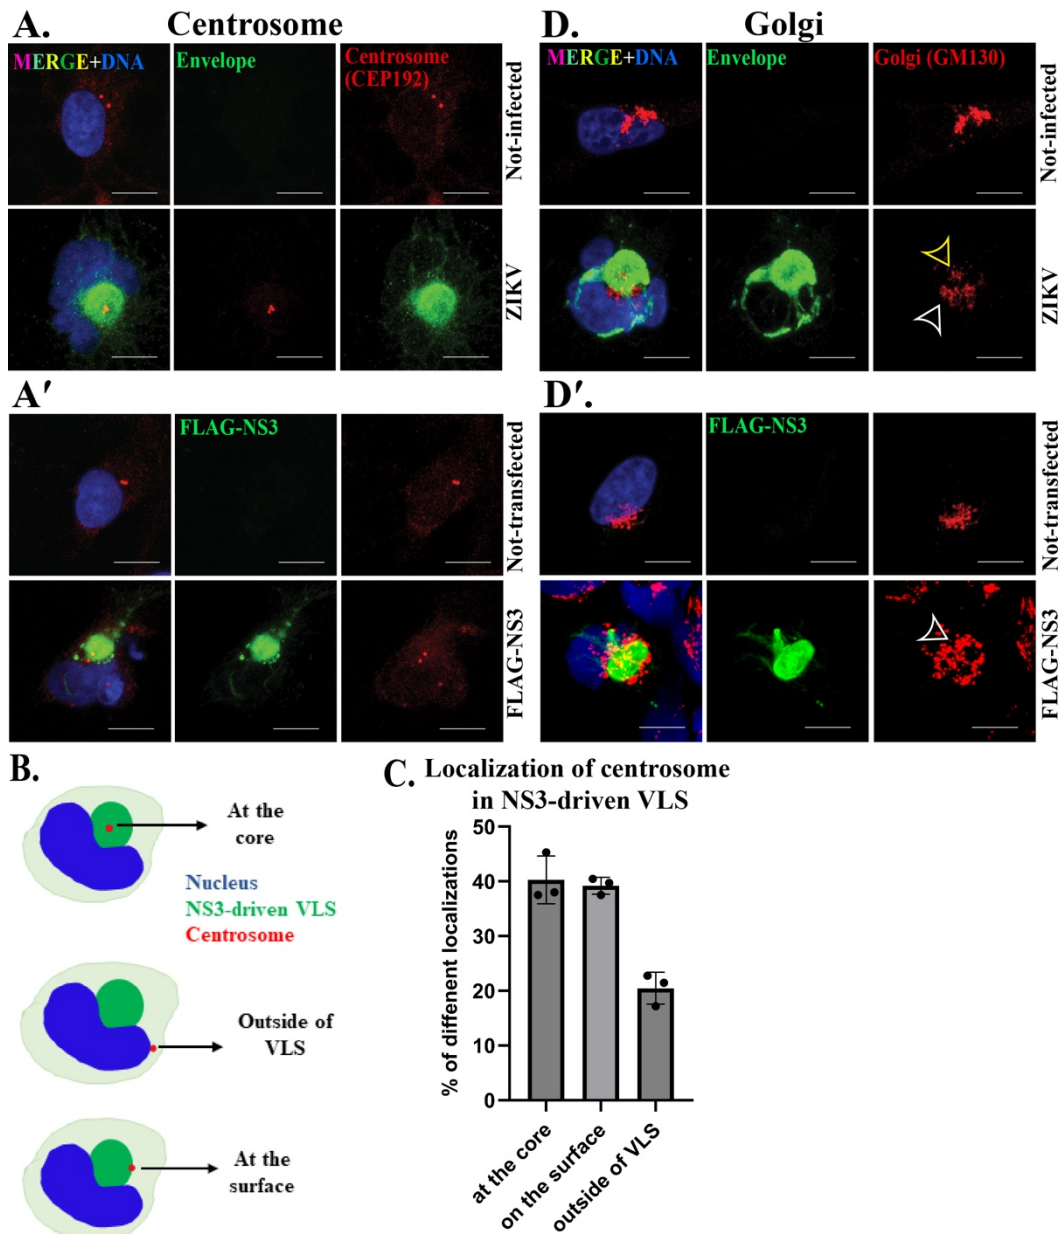 A.
Centrosome
MERGE+DNA
Envelope
Centrosome
(CEP192)
Not-infected
ZIKV
D.
Golgi
MERGE+DNA
Envelope
Golgi (GM130)
Not-infected
ZIKV
A′
FLAG-NS3
Not-transfected
FLAG-NS3
D′.
FLAG-NS3
Not-transfected
FLAG-NS3
B.
At the
core
Nucleus
NS3-driven VLS
Centrosome
Outside of
VLS
At the
surface
C.
Localization of centrosome
in NS3-driven VLS
% of diffenent localizations
50
40
30
20
10
0
at the core
on the surface
outside of VLS